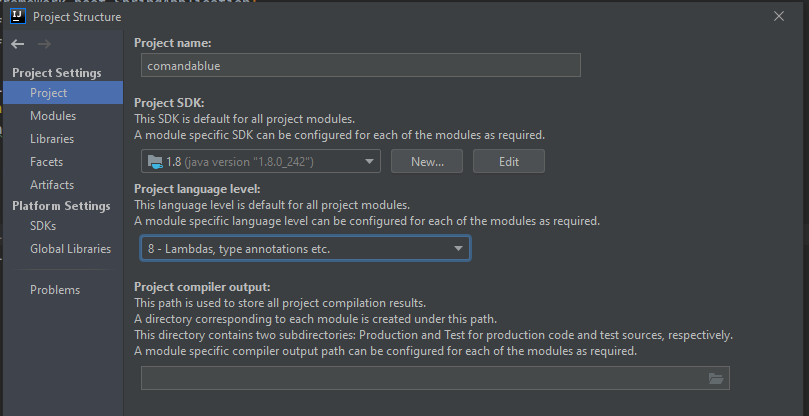 Project Structure
Project Settings
Project
Modules
Libraries
Facets
Artifacts
Platform Settings
SDKs
Global Libraries
Problems
Project name:
comandablue
Project SDK:
This SDK is default for all project modules.
A module specific SDK can be configured for each of the modules as required.
1.8 (java version "1.8.0_242")
New...
Edit
Project language level:
This language level is default for all project modules.
A module specific language level can be configured for each of the modules as required.
8 - Lambdas, type annotations etc.
Project compiler output:
This path is used to store all project compilation results.
A directory corresponding to each module is created under this path.
This directory contains two subdirectories: Production and Test for production code and test sources, respectively.
A module specific compiler output path can be configured for each of the modules as required.